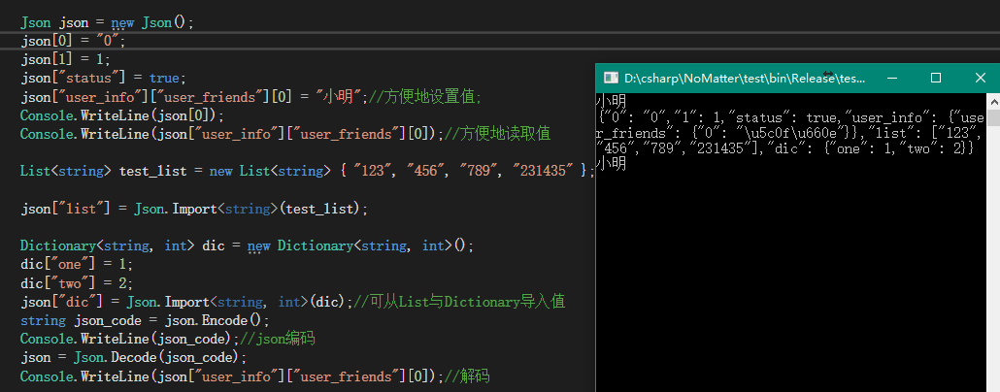 Json json = new Json();
json[0] = "0";
json[1] = 1;
json["status"] = true;
json["user_info"]["user_friends"][0] = "小明";//方便地设置值;
Console.WriteLine(json[0]);
Console.WriteLine(json["user_info"]["user_friends"][0]);//方便地读取值
List<string> test_list = new List<string> { "123", "456", "789", "231435" };
json["list"] = Json.Import<string>(test_list);
Dictionary<string, int> dic = new Dictionary<string, int>();
dic["one"] = 1;
dic["two"] = 2;
json["dic"] = Json.Import<string, int>(dic);//可从List与Dictionary导入值
string json_code = json.Encode();
Console.WriteLine(json_code);//json编码
json = Json.Decode(json_code);
Console.WriteLine(json["user_info"]["user_friends"][0]);//解码
D:\csharp\NoMatter\test\bin\Release\tes...
小明
{"0": "0","1": 1,"status": true,"user_info": {"use
r_friends": {"0": "\u5c0f\u660e"}},"list": ["123",
"456","789","231435"],"dic": {"one": 1,"two": 2}}
小明